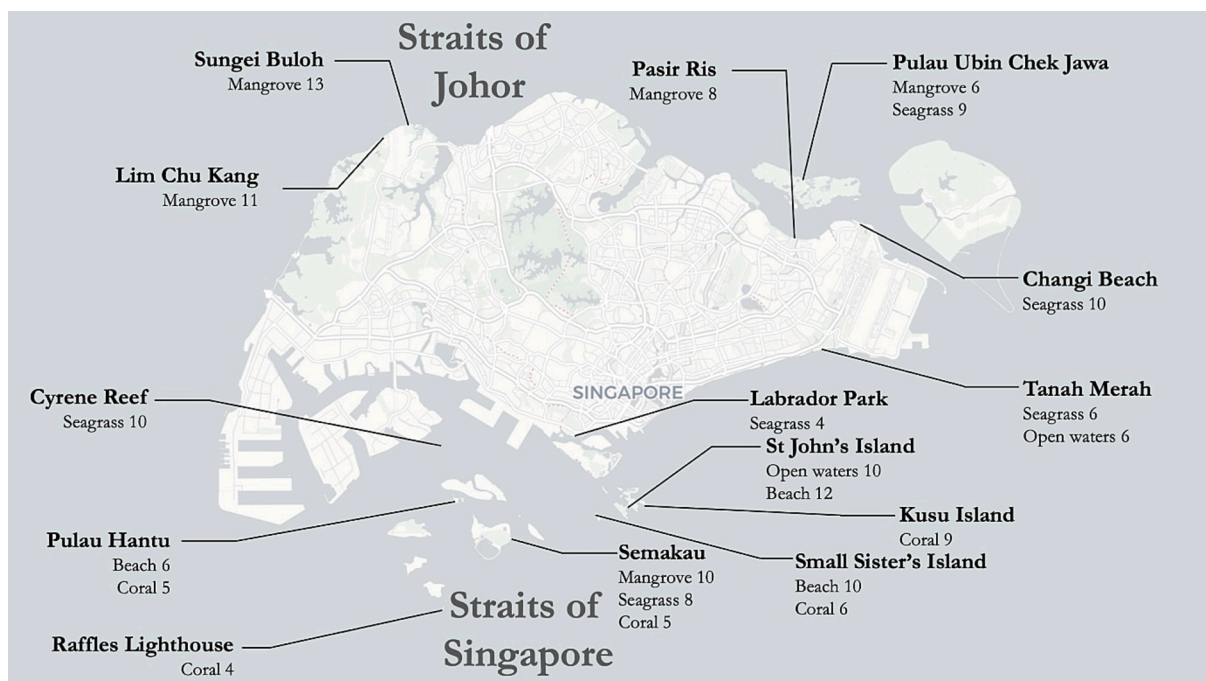 Straits of
Johor
Sungei Buloh
Mangrove 13
Pasir Ris
Mangrove 8
Pulau Ubin Chek Jawa
Mangrove 6
Seagrass 9
Lim Chu Kang
Mangrove 11
Changi Beach
Seagrass 10
SINGAPORE
Cyrene Reef
Seagrass 10
Labrador Park
Seagrass 4
Tanah Merah
Seagrass 6
Open waters 6
St John's Island
Open waters 10
Beach 12
Kusu Island
Coral 9
Pulau Hantu
Beach 6
Coral 5
Semakau
Mangrove 10
Seagrass 8
Coral 5
Small Sister's Island
Beach 10
Coral 6
Straits of
Singapore
Raffles Lighthouse
Coral 4